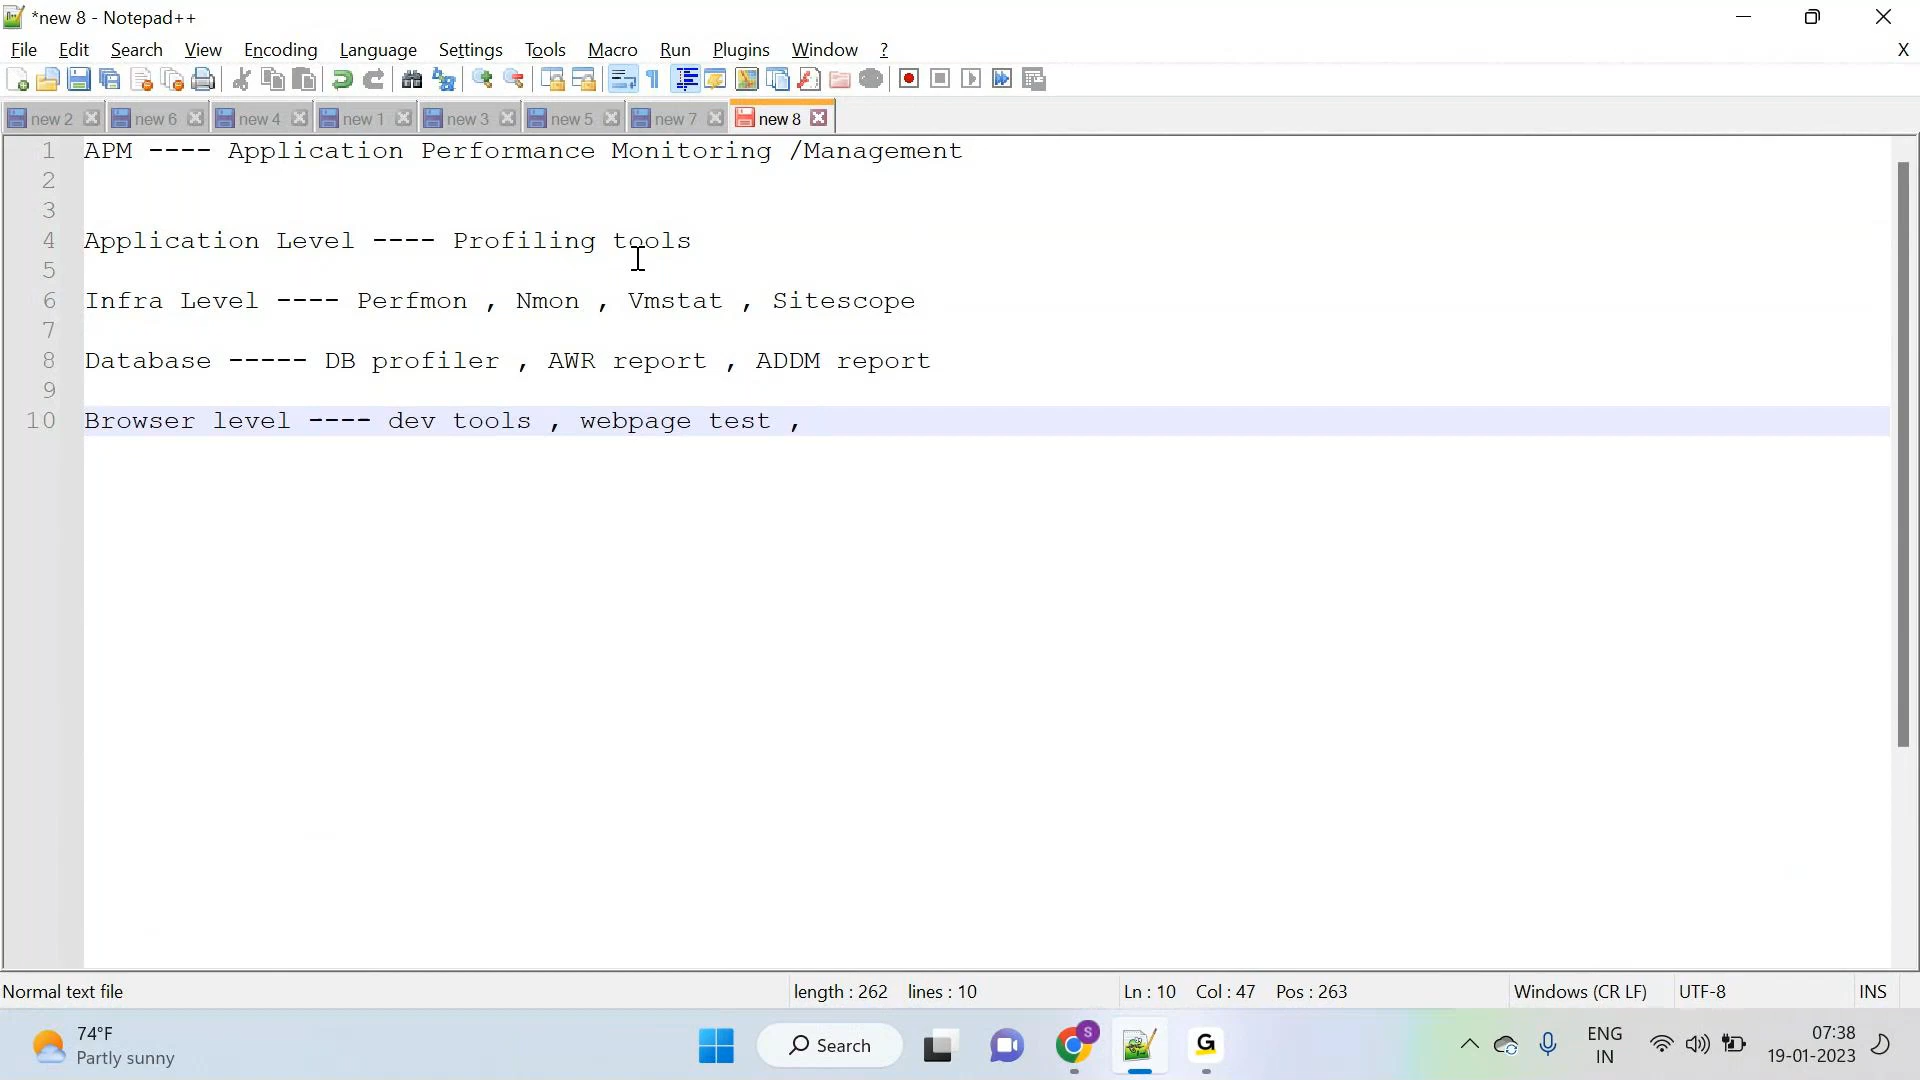 *new 8 - Notepad++
File Edit Search View Encoding Language Settings Tools Macro Run Plugins Window ? X
new 2 new 6 new 4 new 1 new 3 new 5 new 7 new 8
1 APM ---- Application Performance Monitoring /Management
2
3
4 Application Level ---- Profiling tools
5
6 Infra Level ---- Perfmon , Nmon , Vmstat , Sitescope
7
8 Database ----- DB profiler , AWR report , ADDM report
9
10 Browser level ---- dev tools , webpage test ,
Normal text file length : 262 lines : 10 Ln : 10 Col : 47 Pos : 263 Windows (CR LF) UTF-8 INS
74°F
Partly sunny
Search
S
G
ENG
IN
07:38
19-01-2023